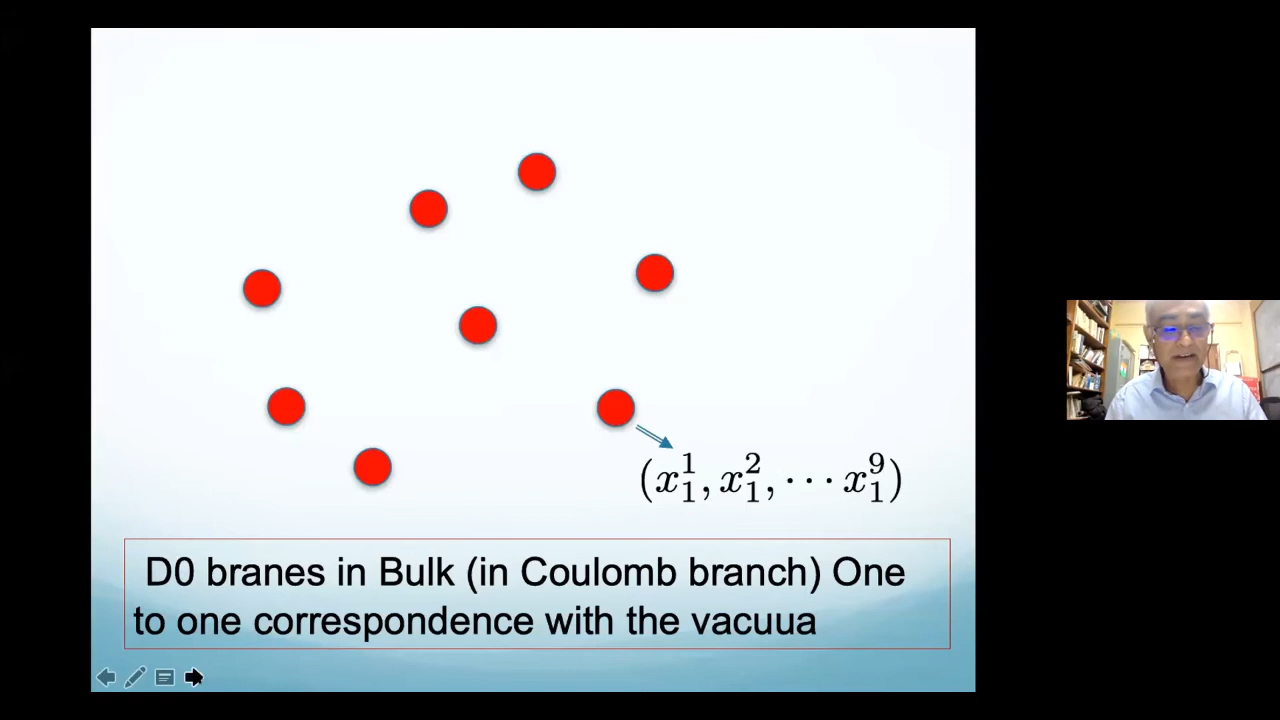 (x_1^1, x_1^2, ⋯ x_1^9)
D0 branes in Bulk (in Coulomb branch) One
to one correspondence with the vacuua